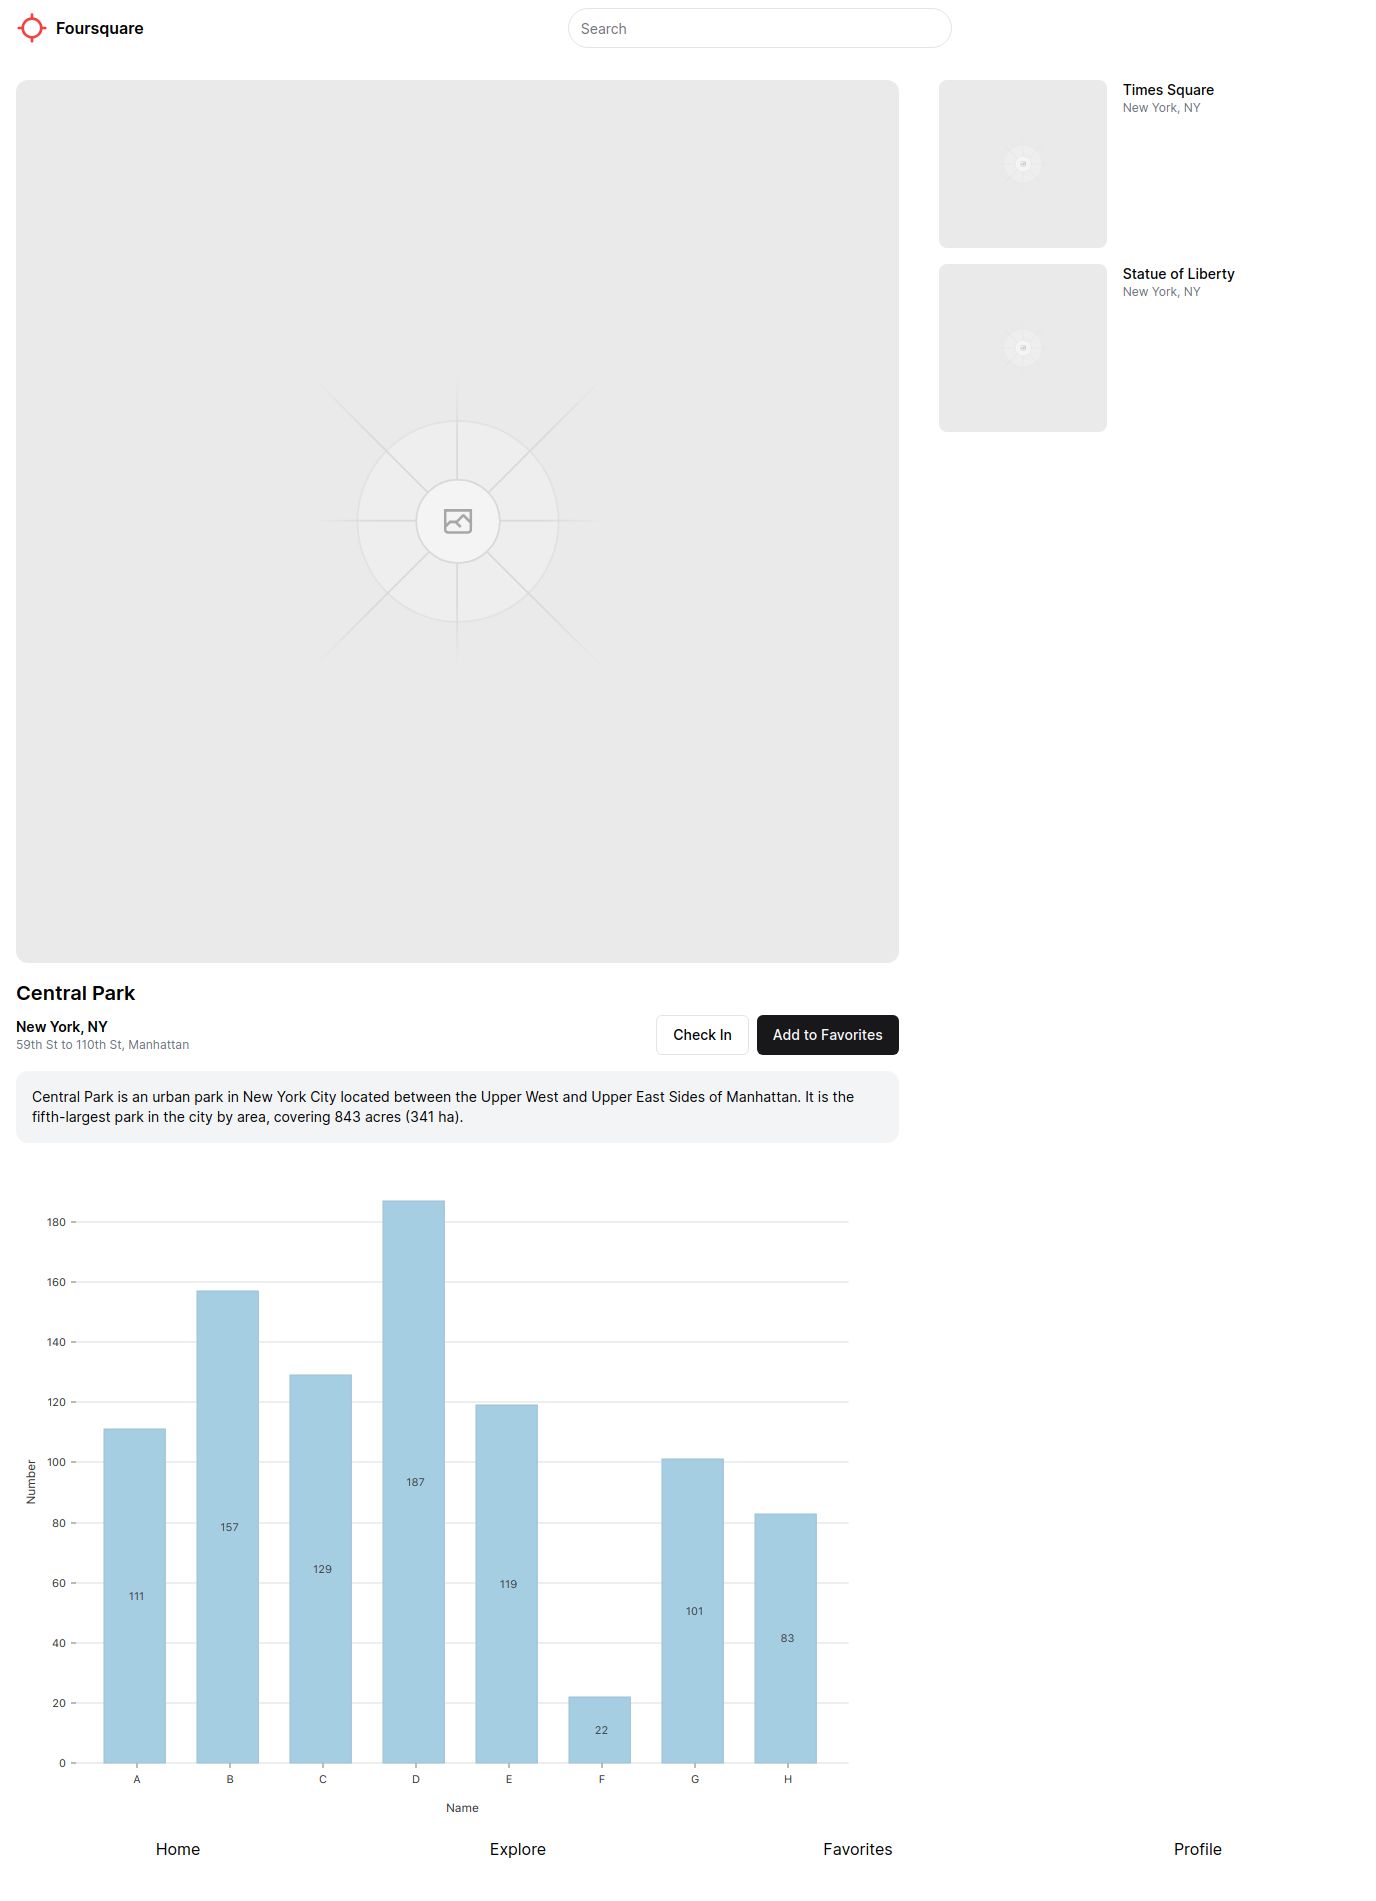 Foursquare
Search
Times Square
New York, NY
Statue of Liberty
New York, NY
Central Park
New York, NY
59th St to 110th St, Manhattan
Check In
Add to Favorites
Central Park is an urban park in New York City located between the Upper West and Upper East Sides of Manhattan. It is the
fifth-largest park in the city by area, covering 843 acres (341 ha).
180
160
140
120
100
80
60
40
20
0
Number
111
157
129
187
119
22
101
83
A B C D E F G H
Name
Home Explore Favorites Profile